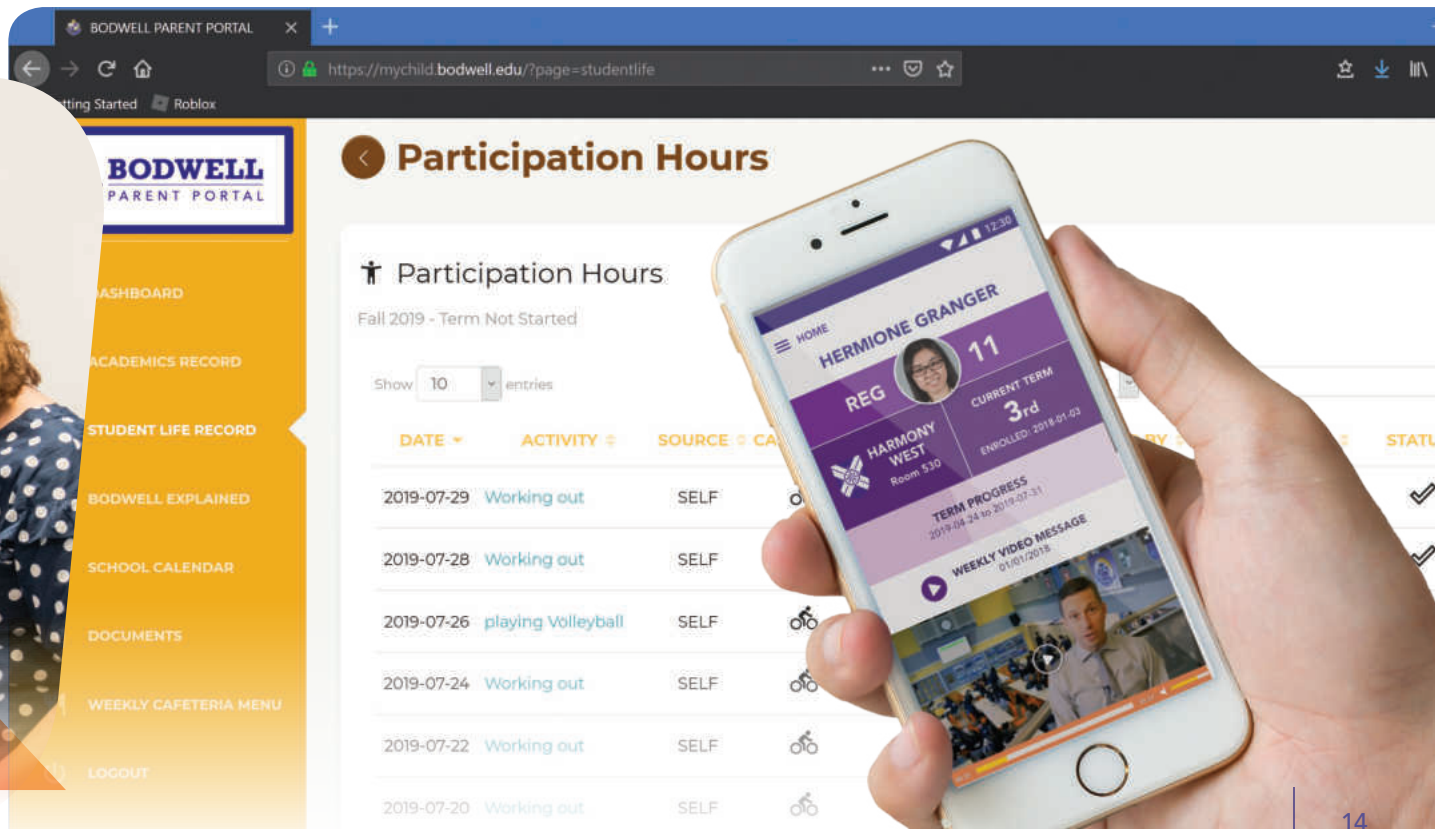 BODWELL PARENT PORTAL
https://mychild.bodwell.edu/?page=studentlife
Started Roblox
BODWELL
PARENT PORTAL
DASHBOARD
ACADEMICS RECORD
STUDENT LIFE RECORD
BODWELL EXPLAINED
SCHOOL CALENDAR
DOCUMENTS
WEEKLY CAFETERIA MENU
LOGOUT
Participation Hours
Participation Hours
Fall 2019 - Term Not Started
Show 10 entries
DATE ACTIVITY SOURCE
2019-07-29 Working out SELF
2019-07-28 Working out SELF
2019-07-26 playing Volleyball SELF
2019-07-24 Working out SELF
2019-07-22 Working out SELF
2019-07-20 Working out SELF
12:30
HOME
HERMIONE GRANGER
REG 11
HARMONY
WEST
Room 530
CURRENT TERM
3rd
ENROLLED: 2018-01-03
TERM PROGRESS
2019-04-24 to 2019-07-31
WEEKLY VIDEO MESSAGE
01/01/2018
14